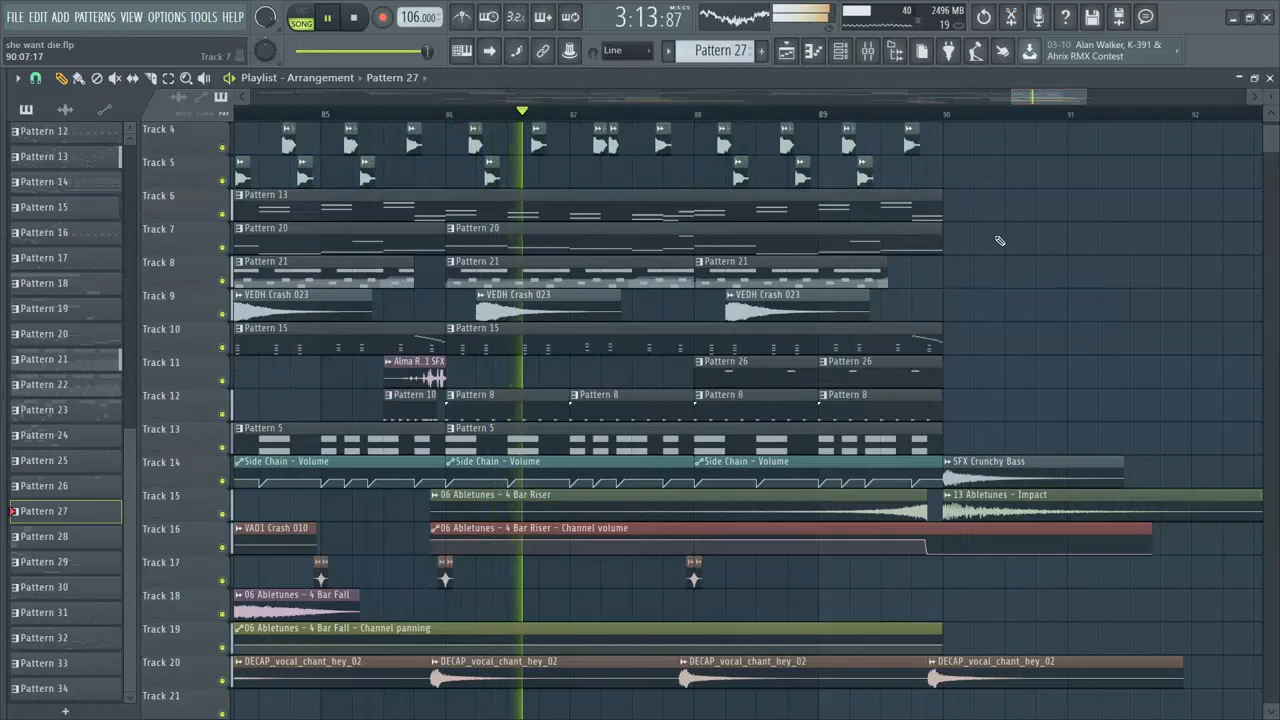 FILE EDIT ADD PATTERNS VIEW OPTIONS TOOLS HELP
SONG
106.000
3:13:87
M:S:CS
40
2496 MB
19
she want die.flp
90:07:17
Track 7
Line
Pattern 27
03-10 Alan Walker, K-391 &
Ahrix RMX Contest
Playlist - Arrangement
Pattern 27
NOTE CHAN PAT
85 86 87 88 89 90 91 92
Pattern 12
Pattern 13
Pattern 14
Pattern 15
Pattern 16
Pattern 17
Pattern 18
Pattern 19
Pattern 20
Pattern 21
Pattern 22
Pattern 23
Pattern 24
Pattern 25
Pattern 26
Pattern 27
Pattern 28
Pattern 29
Pattern 30
Pattern 31
Pattern 32
Pattern 33
Pattern 34
Track 4
Track 5
Track 6 Pattern 13
Track 7 Pattern 20 Pattern 20
Track 8 Pattern 21 Pattern 21 Pattern 21
Track 9 VEDH Crash 023 VEDH Crash 023 VEDH Crash 023
Track 10 Pattern 15 Pattern 15
Track 11 Alma R..1 SFX Pattern 26 Pattern 26
Track 12 Pattern 10 Pattern 8 Pattern 8 Pattern 8 Pattern 8
Track 13 Pattern 5 Pattern 5
Track 14 Side Chain - Volume Side Chain - Volume Side Chain - Volume SFX Crunchy Bass
Track 15 06 Abletunes - 4 Bar Riser 13 Abletunes - Impact
Track 16 VAD1 Crash 010 06 Abletunes - 4 Bar Riser - Channel volume
Track 17
Track 18 06 Abletunes - 4 Bar Fall
Track 19 06 Abletunes - 4 Bar Fall - Channel panning
Track 20 DECAP_vocal_chant_hey_02 DECAP_vocal_chant_hey_02 DECAP_vocal_chant_hey_02 DECAP_vocal_chant_hey_02
Track 21